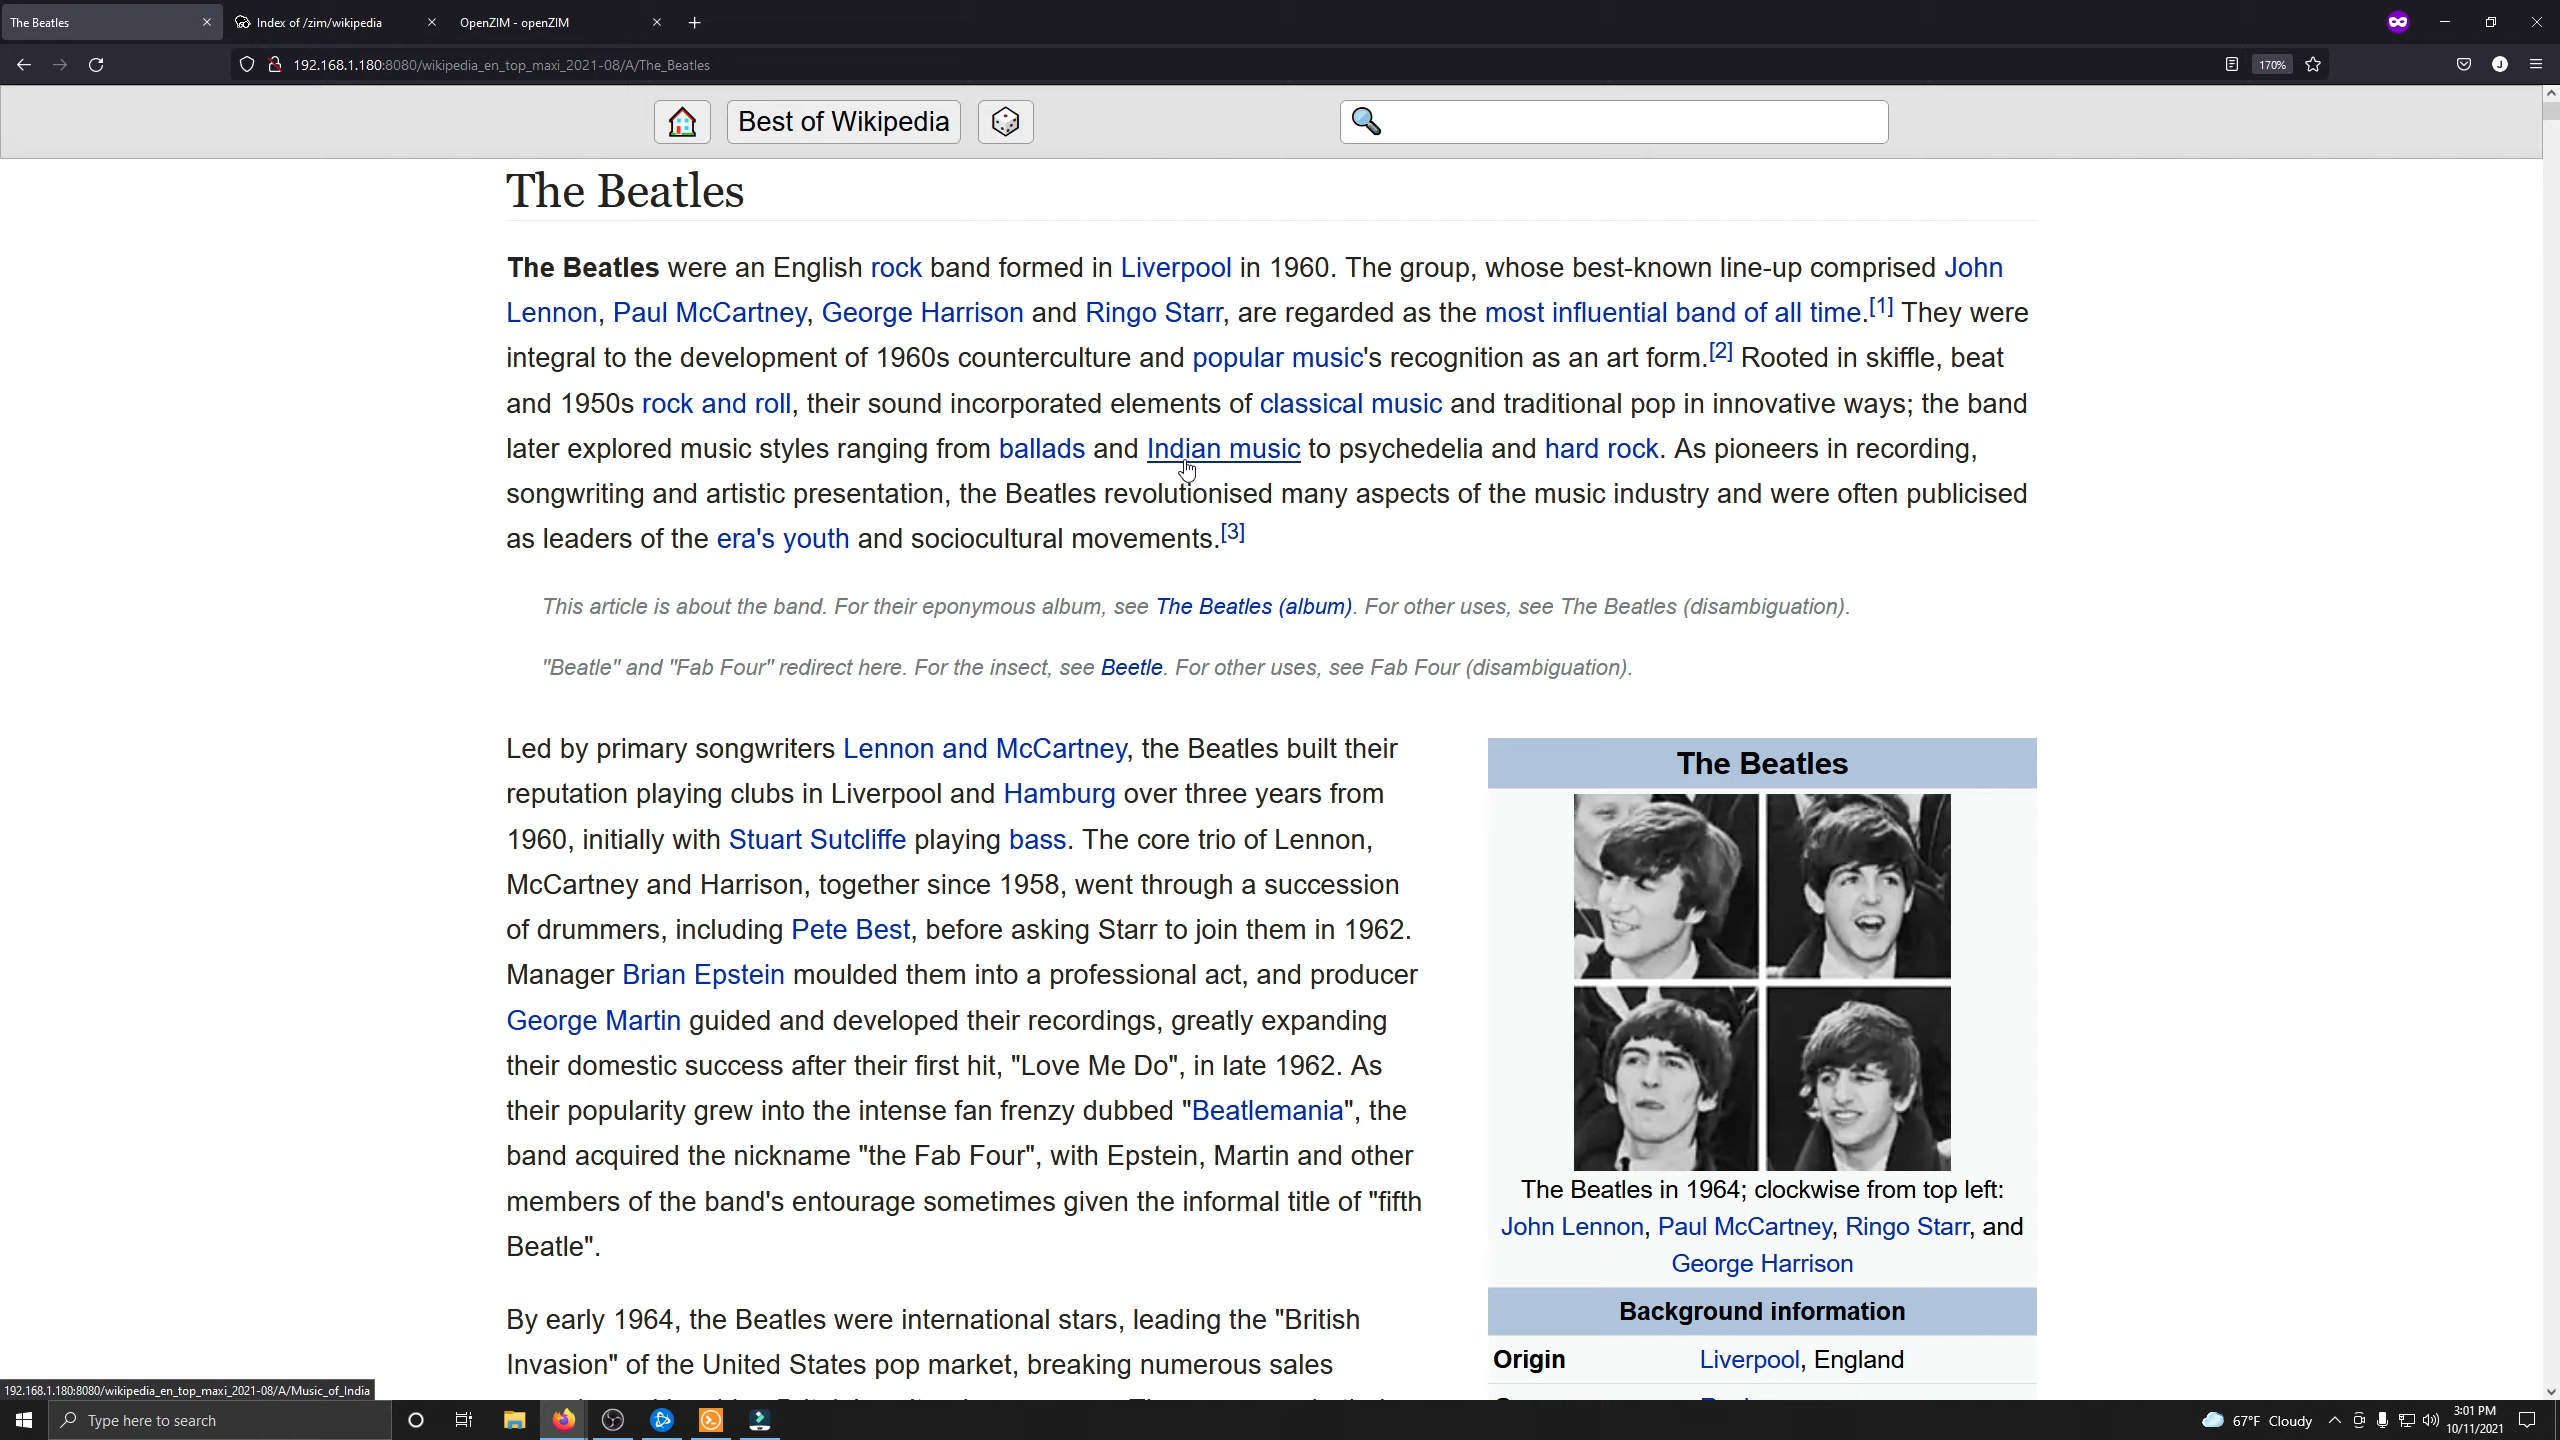 The Beatles
Index of /zim/wikipedia
OpenZIM - openZIM
192.168.1.180:8080/wikipedia_en_top_maxi_2021-08/A/The_Beatles
170%
J
Best of Wikipedia
The Beatles
The Beatles were an English rock band formed in Liverpool in 1960. The group, whose best-known line-up comprised John
Lennon, Paul McCartney, George Harrison and Ringo Starr, are regarded as the most influential band of all time.[1] They were
integral to the development of 1960s counterculture and popular music's recognition as an art form.[2] Rooted in skiffle, beat
and 1950s rock and roll, their sound incorporated elements of classical music and traditional pop in innovative ways; the band
later explored music styles ranging from ballads and Indian music to psychedelia and hard rock. As pioneers in recording,
songwriting and artistic presentation, the Beatles revolutionised many aspects of the music industry and were often publicised
as leaders of the era's youth and sociocultural movements.[3]
This article is about the band. For their eponymous album, see The Beatles (album). For other uses, see The Beatles (disambiguation).
"Beatle" and "Fab Four" redirect here. For the insect, see Beetle. For other uses, see Fab Four (disambiguation).
Led by primary songwriters Lennon and McCartney, the Beatles built their
reputation playing clubs in Liverpool and Hamburg over three years from
1960, initially with Stuart Sutcliffe playing bass. The core trio of Lennon,
McCartney and Harrison, together since 1958, went through a succession
of drummers, including Pete Best, before asking Starr to join them in 1962.
Manager Brian Epstein moulded them into a professional act, and producer
George Martin guided and developed their recordings, greatly expanding
their domestic success after their first hit, "Love Me Do", in late 1962. As
their popularity grew into the intense fan frenzy dubbed "Beatlemania", the
band acquired the nickname "the Fab Four", with Epstein, Martin and other
members of the band's entourage sometimes given the informal title of "fifth
Beatle".
By early 1964, the Beatles were international stars, leading the "British
Invasion" of the United States pop market, breaking numerous sales
The Beatles
The Beatles in 1964; clockwise from top left:
John Lennon, Paul McCartney, Ringo Starr, and
George Harrison
Background information
Origin Liverpool, England
192.168.1.180:8080/wikipedia_en_top_maxi_2021-08/A/Music_of_India
Type here to search
67°F Cloudy
3:01 PM
10/11/2021